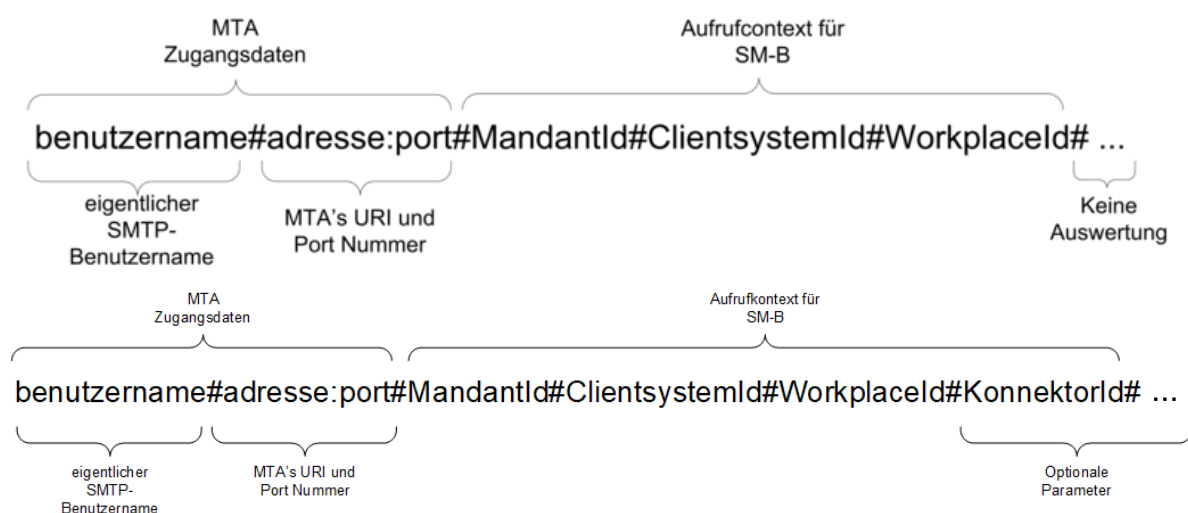 MTA
Zugangsdaten
Aufrufcontext für
SM-B
benutzername#adresse:port#MandantId#ClientsystemId#WorkplaceId# ...
eigentlicher
SMTP-
Benutzername
MTA's URI und
Port Nummer
Keine
Auswertung
MTA
Zugangsdaten
Aufrufkontext für
SM-B
benutzername#adresse:port#MandantId#ClientsystemId#WorkplaceId#KonnektorId# ...
eigentlicher
SMTP-
Benutzername
MTA's URI und
Port Nummer
Optionale
Parameter